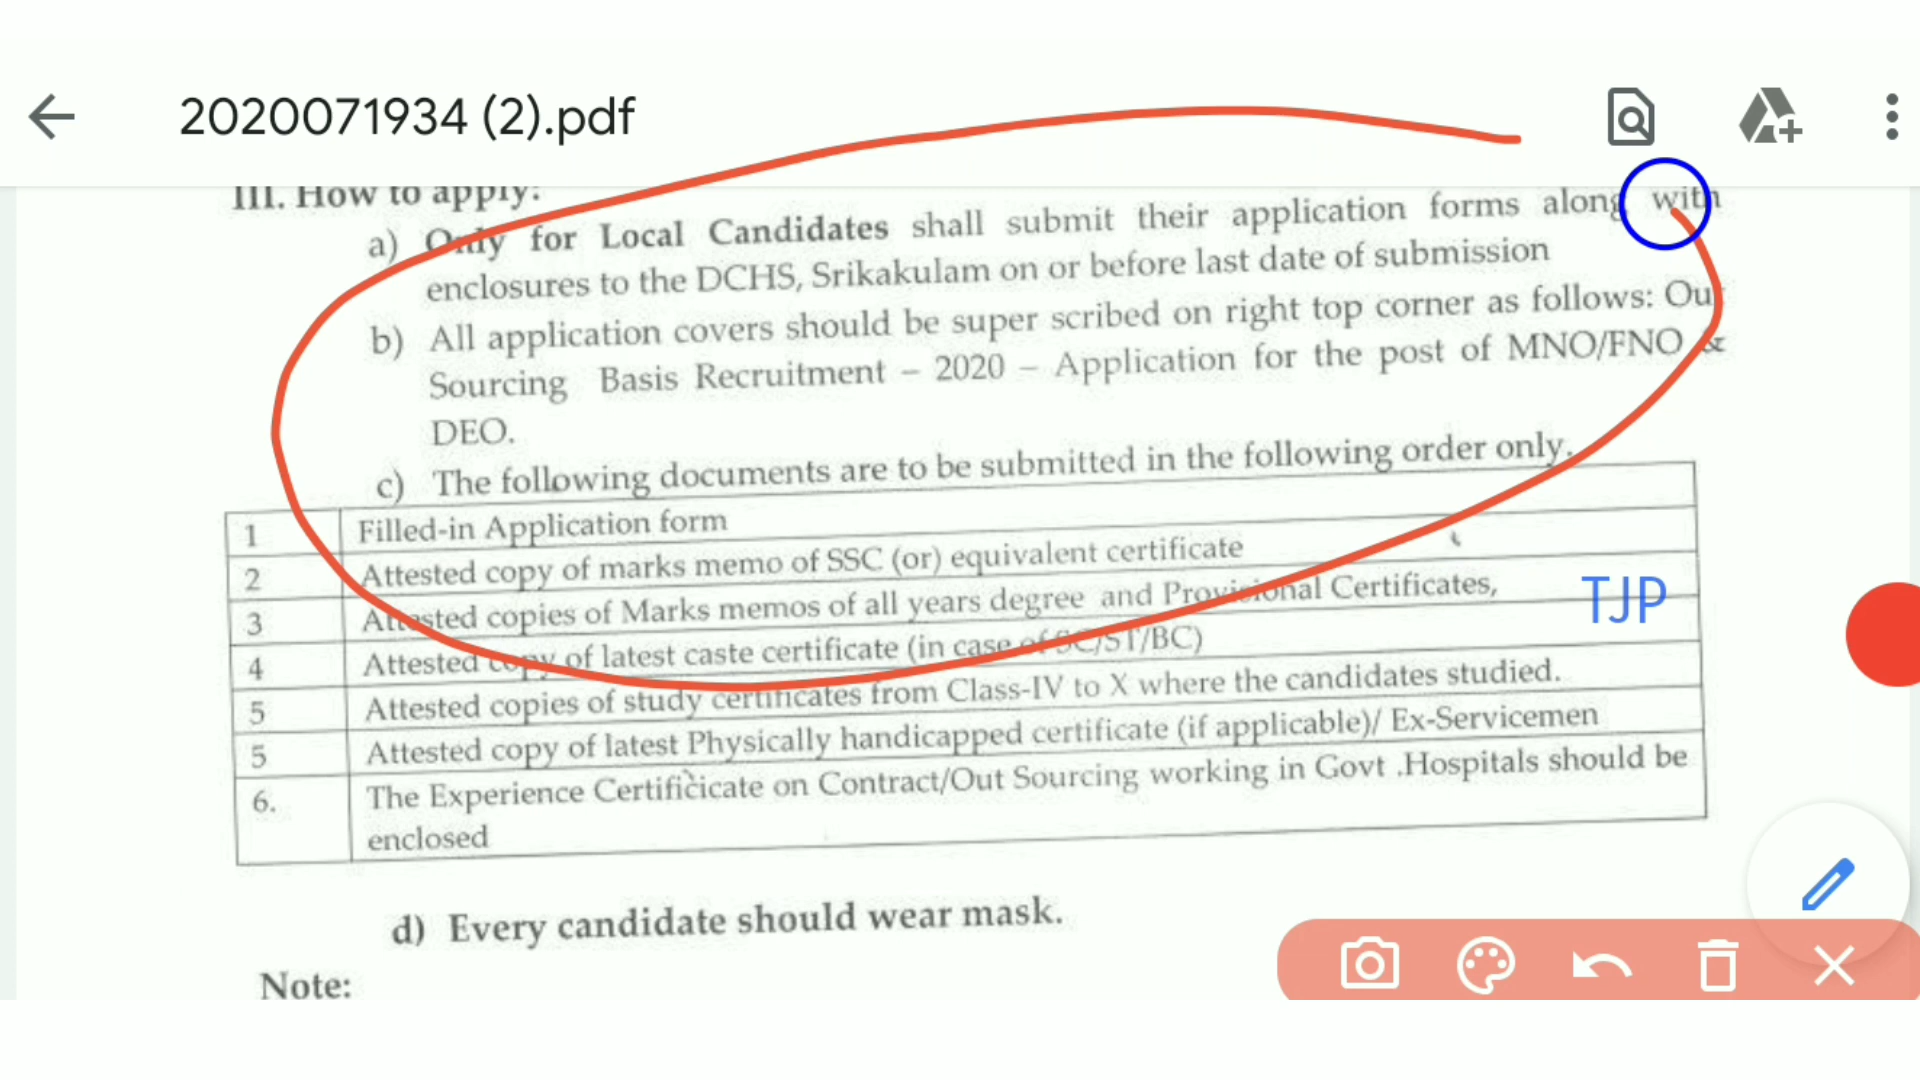 2020071934 (2).pdf
III. How to apply:
a) Only for Local Candidates shall submit their application forms along with
enclosures to the DCHS, Srikakulam on or before last date of submission
b) All application covers should be super scribed on right top corner as follows: Out
Sourcing Basis Recruitment – 2020 – Application for the post of MNO/FNO &
DEO.
c) The following documents are to be submitted in the following order only.
1 Filled-in Application form
2 Attested copy of marks memo of SSC (or) equivalent certificate
3 Attested copies of Marks memos of all years degree and Provisional Certificates,
4 Attested copy of latest caste certificate (in case of SC/ST/BC)
TJP
5 Attested copies of study certificates from Class-IV to X where the candidates studied.
5 Attested copy of latest Physically handicapped certificate (if applicable)/ Ex-Servicemen
6. The Experience Certificicate on Contract/Out Sourcing working in Govt .Hospitals should be
enclosed
d) Every candidate should wear mask.
Note: